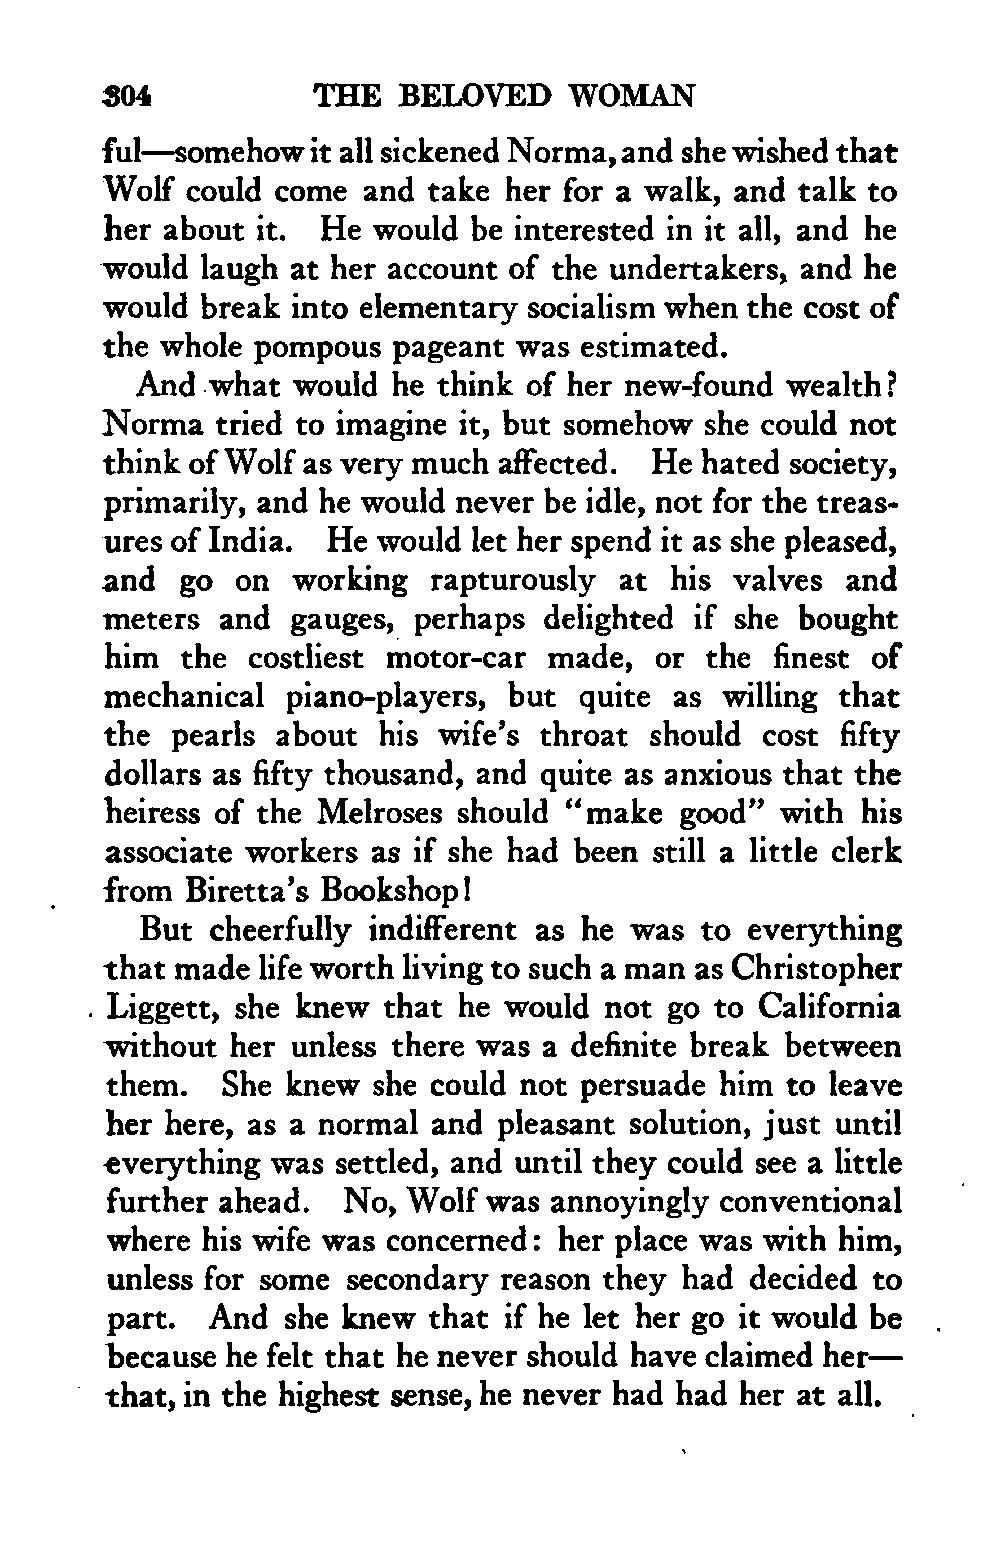 304 THE BELOVED WOMAN
ful—somehow it all sickened Norma, and she wished that
Wolf could come and take her for a walk, and talk to
her about it. He would be interested in it all, and he
would laugh at her account of the undertakers, and he
would break into elementary socialism when the cost of
the whole pompous pageant was estimated.
And what would he think of her new-found wealth?
Norma tried to imagine it, but somehow she could not
think of Wolf as very much affected. He hated society,
primarily, and he would never be idle, not for the treas-
ures of India. He would let her spend it as she pleased,
and go on working rapturously at his valves and
meters and gauges, perhaps delighted if she bought
him the costliest motor-car made, or the finest of
mechanical piano-players, but quite as willing that
the pearls about his wife's throat should cost fifty
dollars as fifty thousand, and quite as anxious that the
heiress of the Melroses should "make good" with his
associate workers as if she had been still a little clerk
from Biretta's Bookshop!
But cheerfully indifferent as he was to everything
that made life worth living to such a man as Christopher
Liggett, she knew that he would not go to California
without her unless there was a definite break between
them. She knew she could not persuade him to leave
her here, as a normal and pleasant solution, just until
everything was settled, and until they could see a little
further ahead. No, Wolf was annoyingly conventional
where his wife was concerned: her place was with him,
unless for some secondary reason they had decided to
part. And she knew that if he let her go it would be
because he felt that he never should have claimed her—
that, in the highest sense, he never had had her at all.